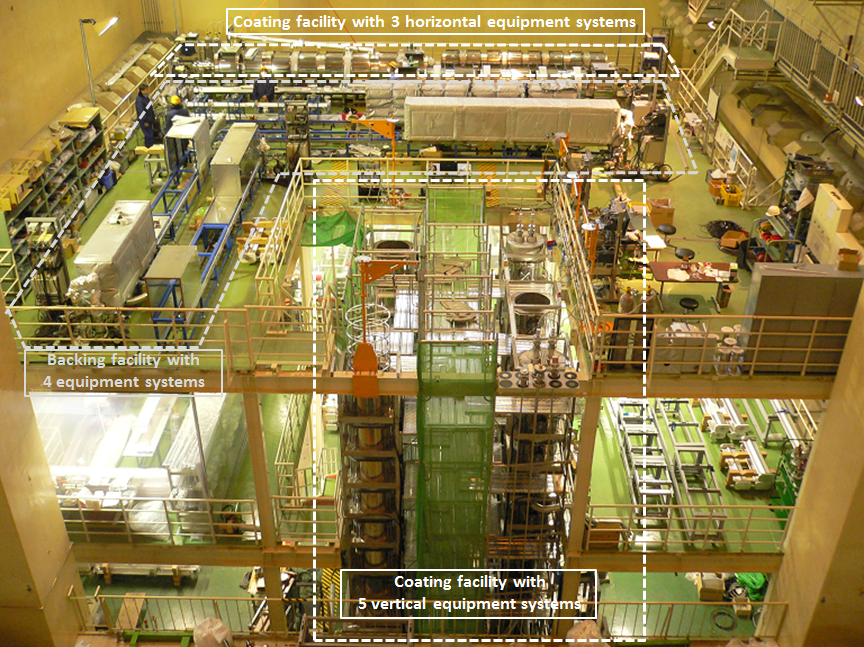 Coating facility with 3 horizontal equipment systems
Backing facility with
4 equipment systems
Coating facility with
5 vertical equipment systems